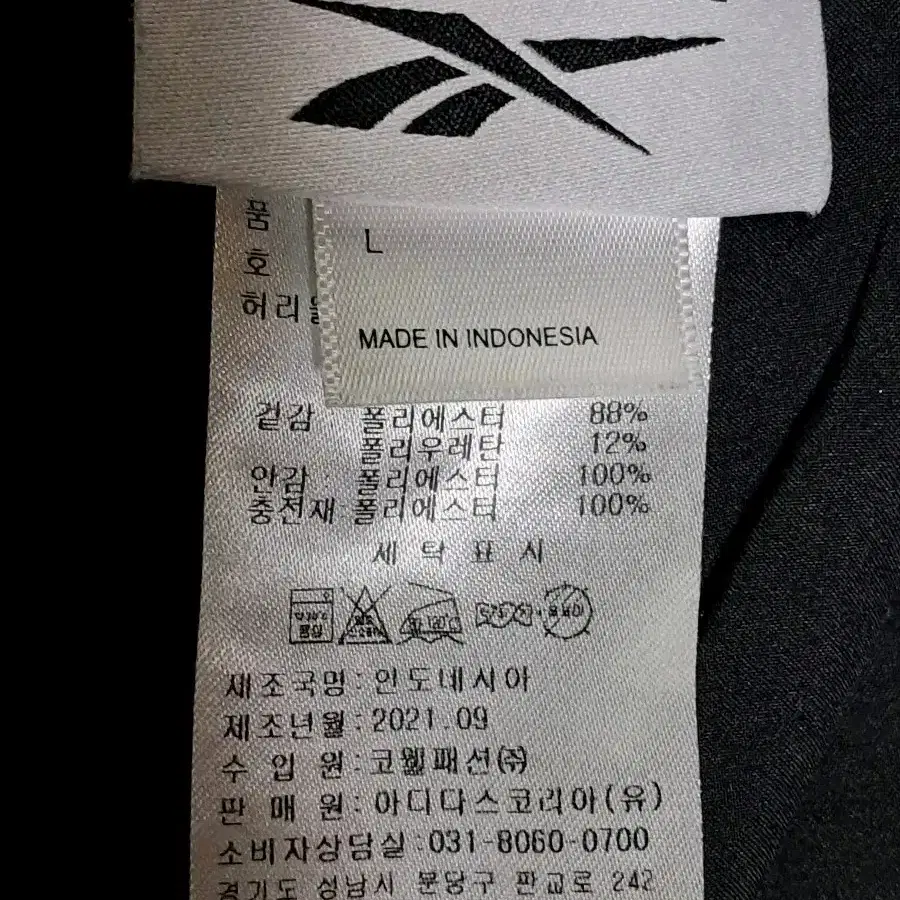 품
L
호
허리
MADE IN INDONESIA
겉감 폴리에스터 88%
폴리우레탄 12%
안감 폴리에스터 100%
충전재 폴리에스터 100%
세탁표시
제조국명:인도네시아
제조년월:2021.09
수입원:코웰패션(주)
판매원:아디다스코리아(유)
소비자상담실:031-8060-0700
경기도 성남시 분당구 판교로 242